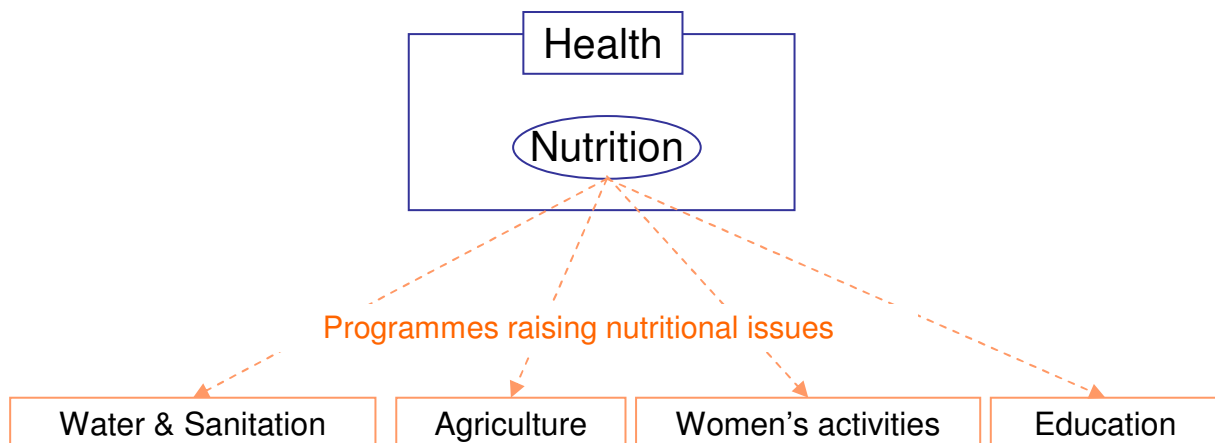 Health
Nutrition
Programmes raising nutritional issues
Water & Sanitation
Agriculture
Women’s activities
Education